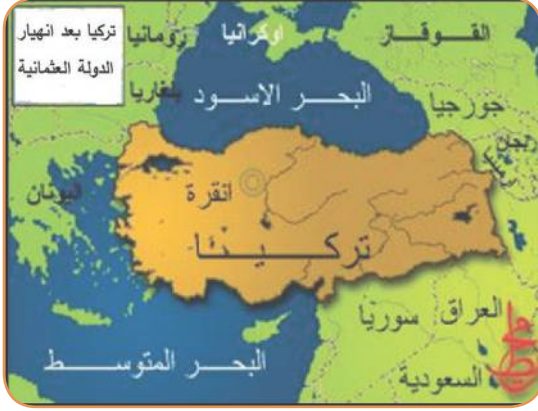 تركيا بعد انهيار
الدولة العثمانية
رومانيا
اوكرانيا
القوقاز
بلغاريا
البحر الاسود
جورجيا
اليونان
انقرة
تركيا
العراق
سوريا
البحر المتوسط
السعودية